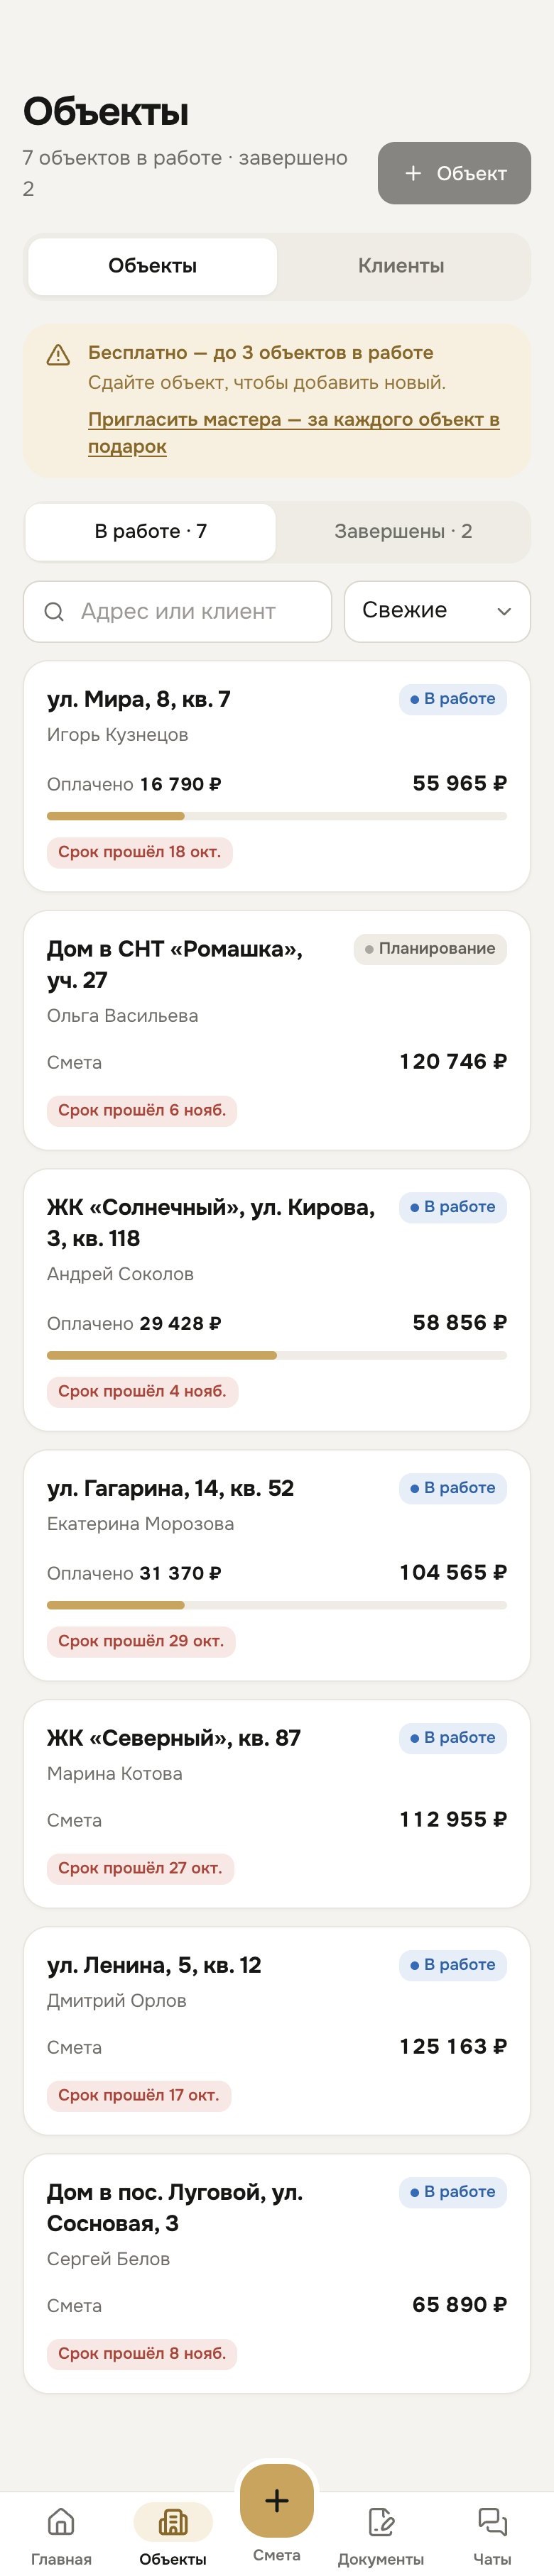 Объекты
7 объектов в работе · завершено
2
+ Объект
Объекты
Клиенты
Бесплатно — до 3 объектов в работе
Сдайте объект, чтобы добавить новый.
Пригласить мастера — за каждого объект в
подарок
В работе · 7
Завершены · 2
Адрес или клиент
Свежие
ул. Мира, 8, кв. 7
В работе
Игорь Кузнецов
Оплачено 16 790 ₽
55 965 ₽
Срок прошёл 18 окт.
Дом в СНТ «Ромашка»,
уч. 27
Планирование
Ольга Васильева
Смета
120 746 ₽
Срок прошёл 6 нояб.
ЖК «Солнечный», ул. Кирова,
3, кв. 118
В работе
Андрей Соколов
Оплачено 29 428 ₽
58 856 ₽
Срок прошёл 4 нояб.
ул. Гагарина, 14, кв. 52
В работе
Екатерина Морозова
Оплачено 31 370 ₽
104 565 ₽
Срок прошёл 29 окт.
ЖК «Северный», кв. 87
В работе
Марина Котова
Смета
112 955 ₽
Срок прошёл 27 окт.
ул. Ленина, 5, кв. 12
В работе
Дмитрий Орлов
Смета
125 163 ₽
Срок прошёл 17 окт.
Дом в пос. Луговой, ул.
Сосновая, 3
В работе
Сергей Белов
Смета
65 890 ₽
Срок прошёл 8 нояб.
Главная
Объекты
Смета
Документы
Чаты